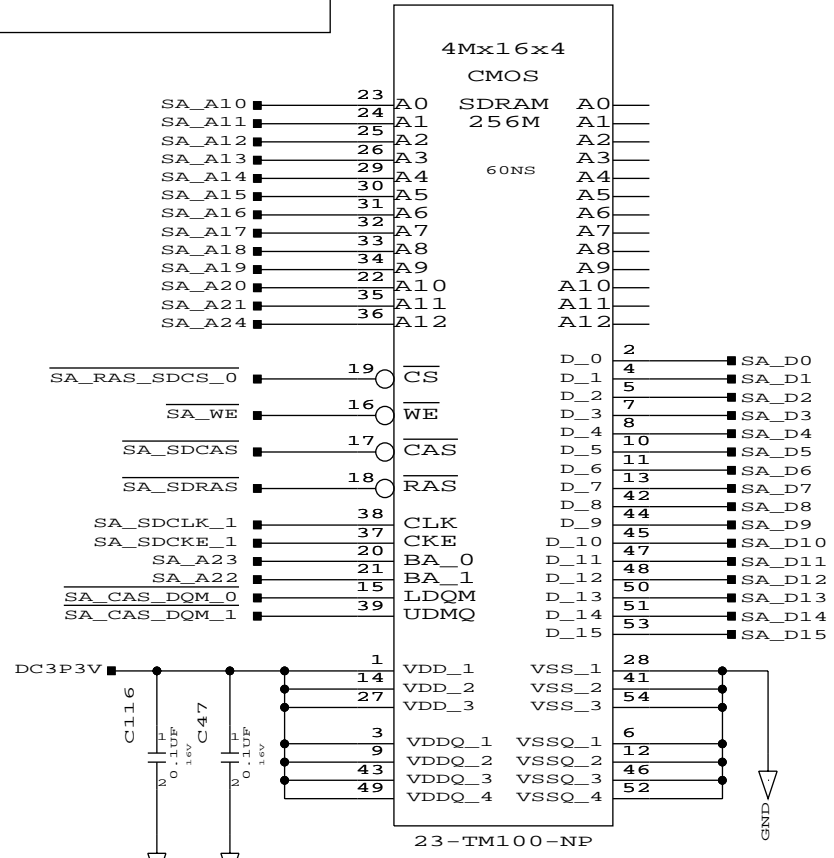 4Mx16x4
CMOS
SDRAM
256M
60NS
SA_A10 23 A0 A0
SA_A11 24 A1 A1
SA_A12 25 A2 A2
SA_A13 26 A3 A3
SA_A14 29 A4 A4
SA_A15 30 A5 A5
SA_A16 31 A6 A6
SA_A17 32 A7 A7
SA_A18 33 A8 A8
SA_A19 34 A9 A9
SA_A20 22 A10 A10
SA_A21 35 A11 A11
SA_A24 36 A12 A12
D_0 2 SA_D0
SA_RAS_SDCS_0 19 CS D_1 4 SA_D1
D_2 5 SA_D2
SA_WE 16 WE D_3 7 SA_D3
D_4 8 SA_D4
SA_SDCAS 17 CAS D_5 10 SA_D5
D_6 11 SA_D6
SA_SDRAS 18 RAS D_7 13 SA_D7
D_8 42 SA_D8
SA_SDCLK_1 38 CLK D_9 44 SA_D9
SA_SDCKE_1 37 CKE D_10 45 SA_D10
SA_A23 20 BA_0 D_11 47 SA_D11
SA_A22 21 BA_1 D_12 48 SA_D12
SA_CAS_DQM_0 15 LDQM D_13 50 SA_D13
SA_CAS_DQM_1 39 UDMQ D_14 51 SA_D14
D_15 53 SA_D15
DC3P3V 1 VDD_1 VSS_1 28
14 VDD_2 VSS_2 41
27 VDD_3 VSS_3 54
3 VDDQ_1 VSSQ_1 6
9 VDDQ_2 VSSQ_2 12
43 VDDQ_3 VSSQ_3 46
49 VDDQ_4 VSSQ_4 52
C116
1
2
0.1UF
16V
C47
1
2
0.1UF
16V
GND
23-TM100-NP